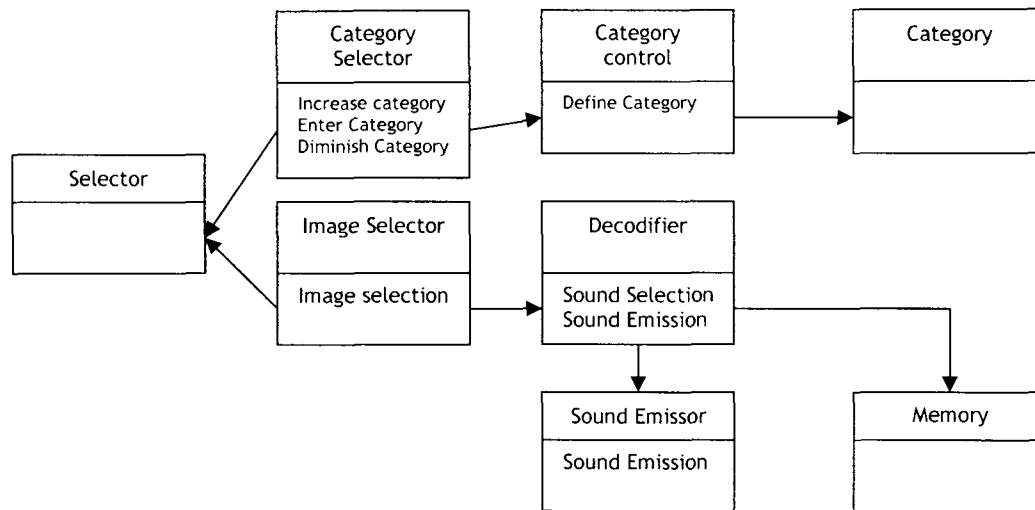 Category
Selector
Increase category
Enter Category
Diminish Category
Category
control
Define Category
Category
Selector
Image Selector
Image selection
Decodifier
Sound Selection
Sound Emission
Sound Emissor
Sound Emission
Memory